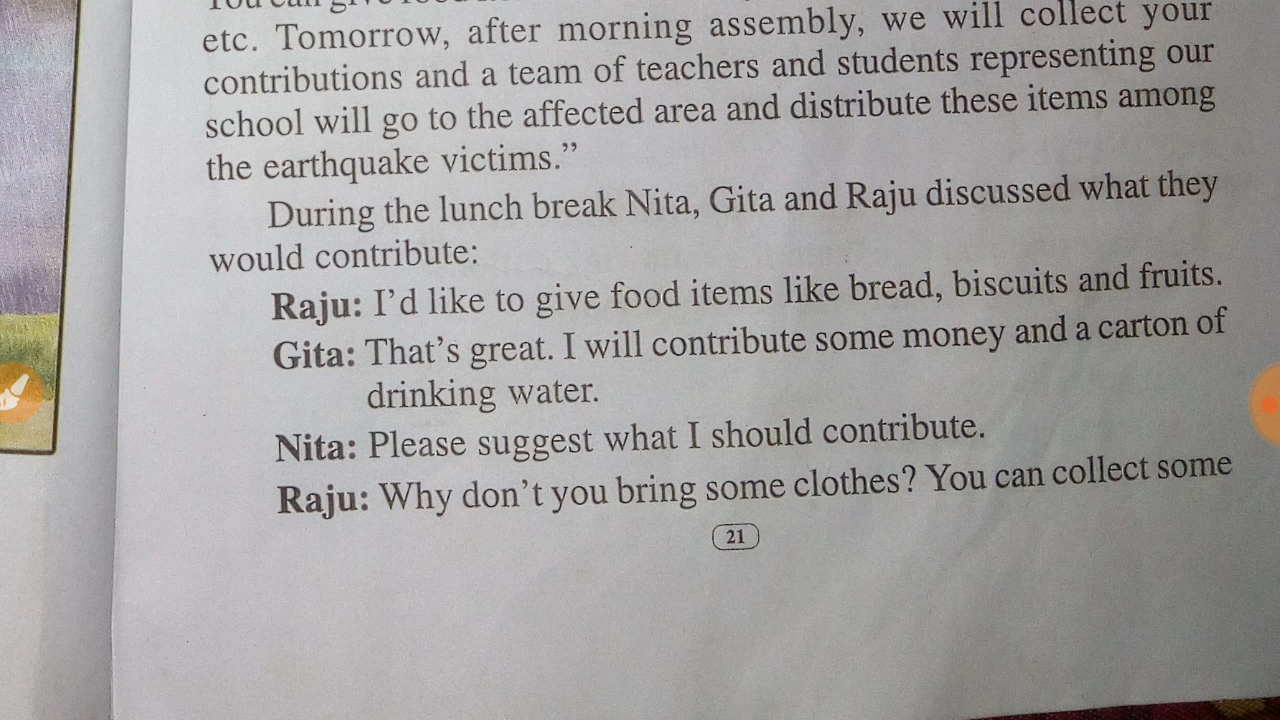 You can give food
etc. Tomorrow, after morning assembly, we will collect your
contributions and a team of teachers and students representing our
school will go to the affected area and distribute these items among
the earthquake victims.”
During the lunch break Nita, Gita and Raju discussed what they
would contribute:
Raju: I’d like to give food items like bread, biscuits and fruits.
Gita: That’s great. I will contribute some money and a carton of
drinking water.
Nita: Please suggest what I should contribute.
Raju: Why don’t you bring some clothes? You can collect some
21